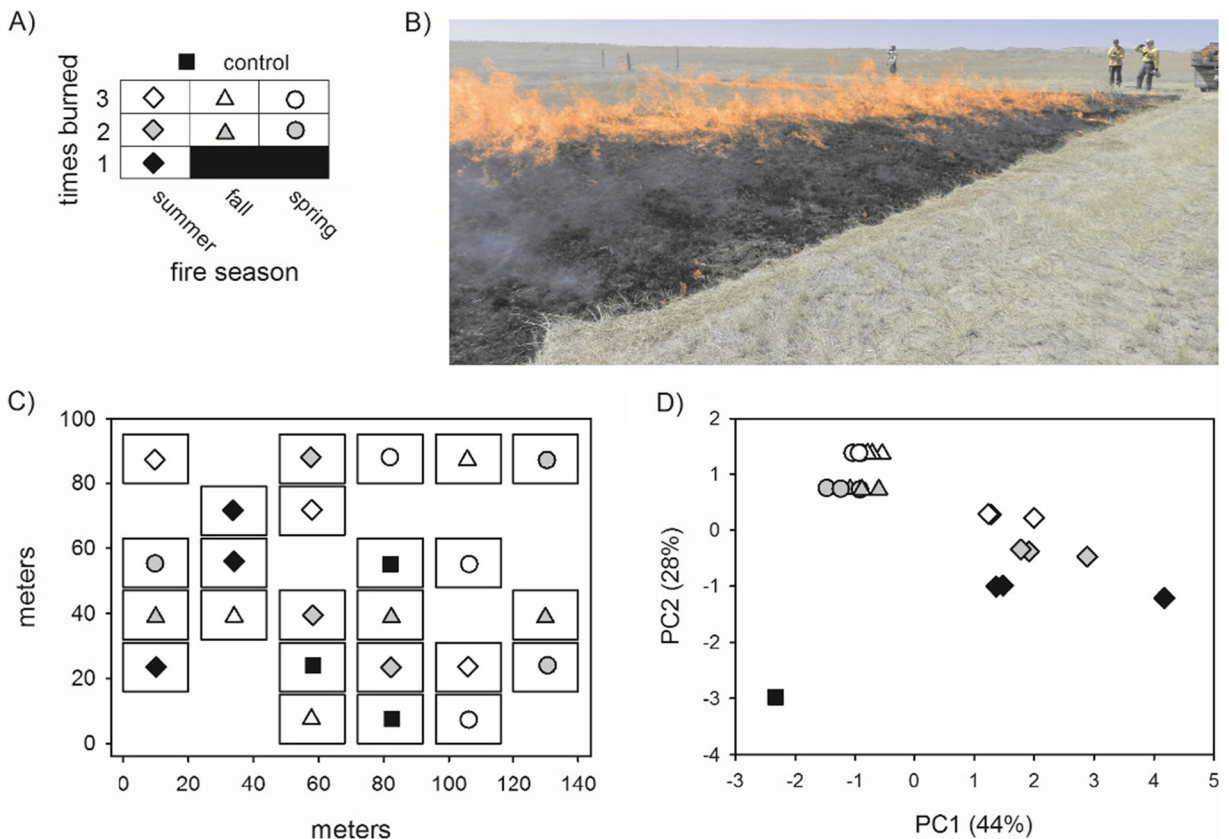 A)
control
times burned
3
2
1
summer
fall
spring
fire season
B)
C)
100
80
60
40
20
0
meters
0 20 40 60 80 100 120 140
meters
D)
2
1
0
-1
-2
-3
-4
PC2 (28%)
-3 -2 -1 0 1 2 3 4 5
PC1 (44%)